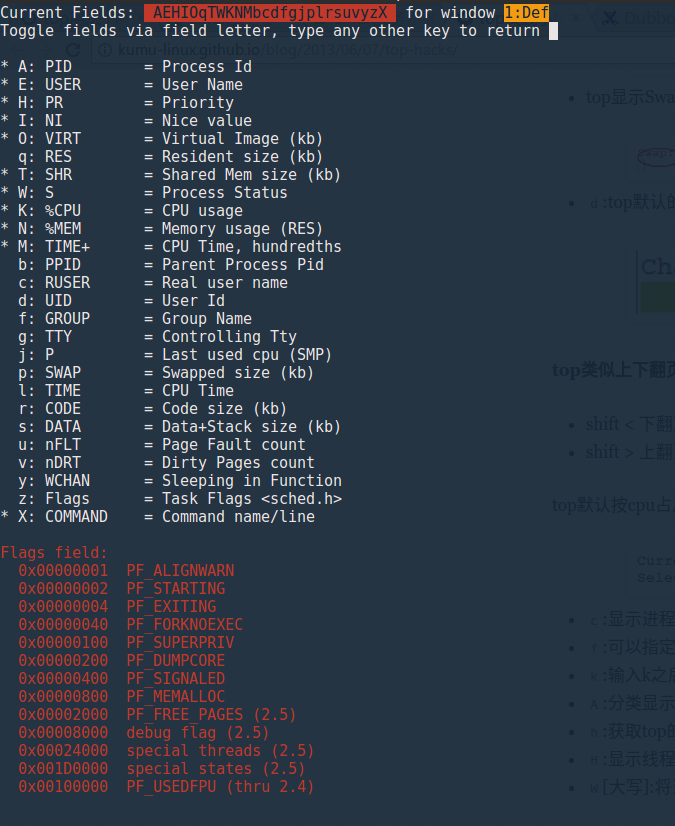 Current Fields: AEHIOqTWKNMbcdfgjplrsuvyzX for window 1:Def
Toggle fields via field letter, type any other key to return
kumu-linux.github.io/blog/2013/06/07/top-hacks/
* A: PID = Process Id
* E: USER = User Name
* H: PR = Priority
* I: NI = Nice value
* O: VIRT = Virtual Image (kb)
q: RES = Resident size (kb)
* T: SHR = Shared Mem size (kb)
* W: S = Process Status
* K: %CPU = CPU usage
* N: %MEM = Memory usage (RES)
* M: TIME+ = CPU Time, hundredths
b: PPID = Parent Process Pid
c: RUSER = Real user name
d: UID = User Id
f: GROUP = Group Name
g: TTY = Controlling Tty
j: P = Last used cpu (SMP)
p: SWAP = Swapped size (kb)
l: TIME = CPU Time
r: CODE = Code size (kb)
s: DATA = Data+Stack size (kb)
u: nFLT = Page Fault count
v: nDRT = Dirty Pages count
y: WCHAN = Sleeping in Function
z: Flags = Task Flags <sched.h>
* X: COMMAND = Command name/line
Flags field:
0x00000001 PF_ALIGNWARN
0x00000002 PF_STARTING
0x00000004 PF_EXITING
0x00000040 PF_FORKNOEXEC
0x00000100 PF_SUPERPRIV
0x00000200 PF_DUMPCORE
0x00000400 PF_SIGNALED
0x00000800 PF_MEMALLOC
0x00002000 PF_FREE_PAGES (2.5)
0x00008000 debug flag (2.5)
0x00024000 special threads (2.5)
0x001D0000 special states (2.5)
0x00100000 PF_USEDFPU (thru 2.4)
Dubbo
top显示Swa
d :top默认的
top类似上下翻页
shift < 下翻
shift > 上翻
top默认按cpu占
c :显示进程
f :可以指定
k :输入k之后
A :分类显示
h :获取top的
H :显示线程
W [大写]:将